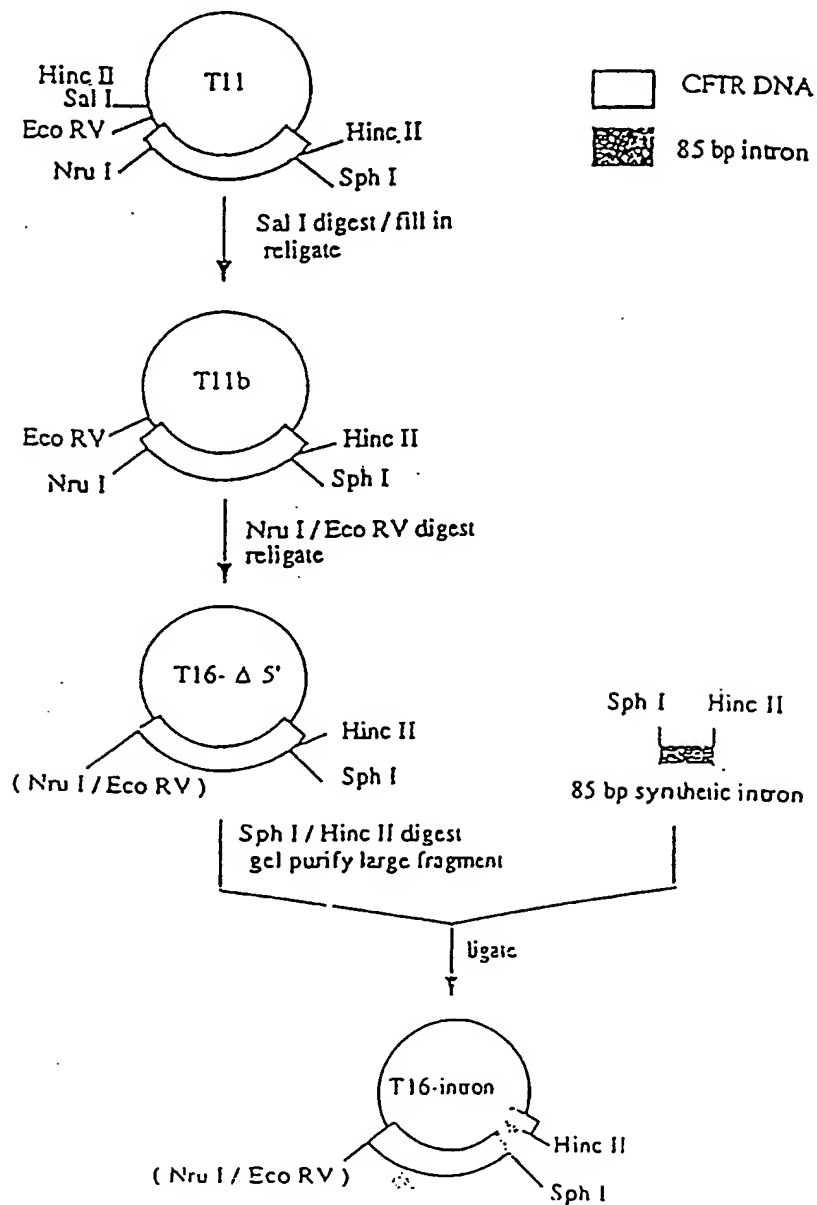 T11
Hinc II
Sal I
Eco RV
Nru I
Hinc II
Sph I
CFTR DNA
85 bp intron
Sal I digest / fill in
religate
T11b
Eco RV
Nru I
Hinc II
Sph I
Nru I / Eco RV digest
religate
T16- Δ 5'
Hinc II
Sph I
( Nru I / Eco RV )
Sph I Hinc II
85 bp synthetic intron
Sph I / Hinc II digest
gel purify large fragment
ligate
T16-intron
Hinc II
( Nru I / Eco RV )
Sph I